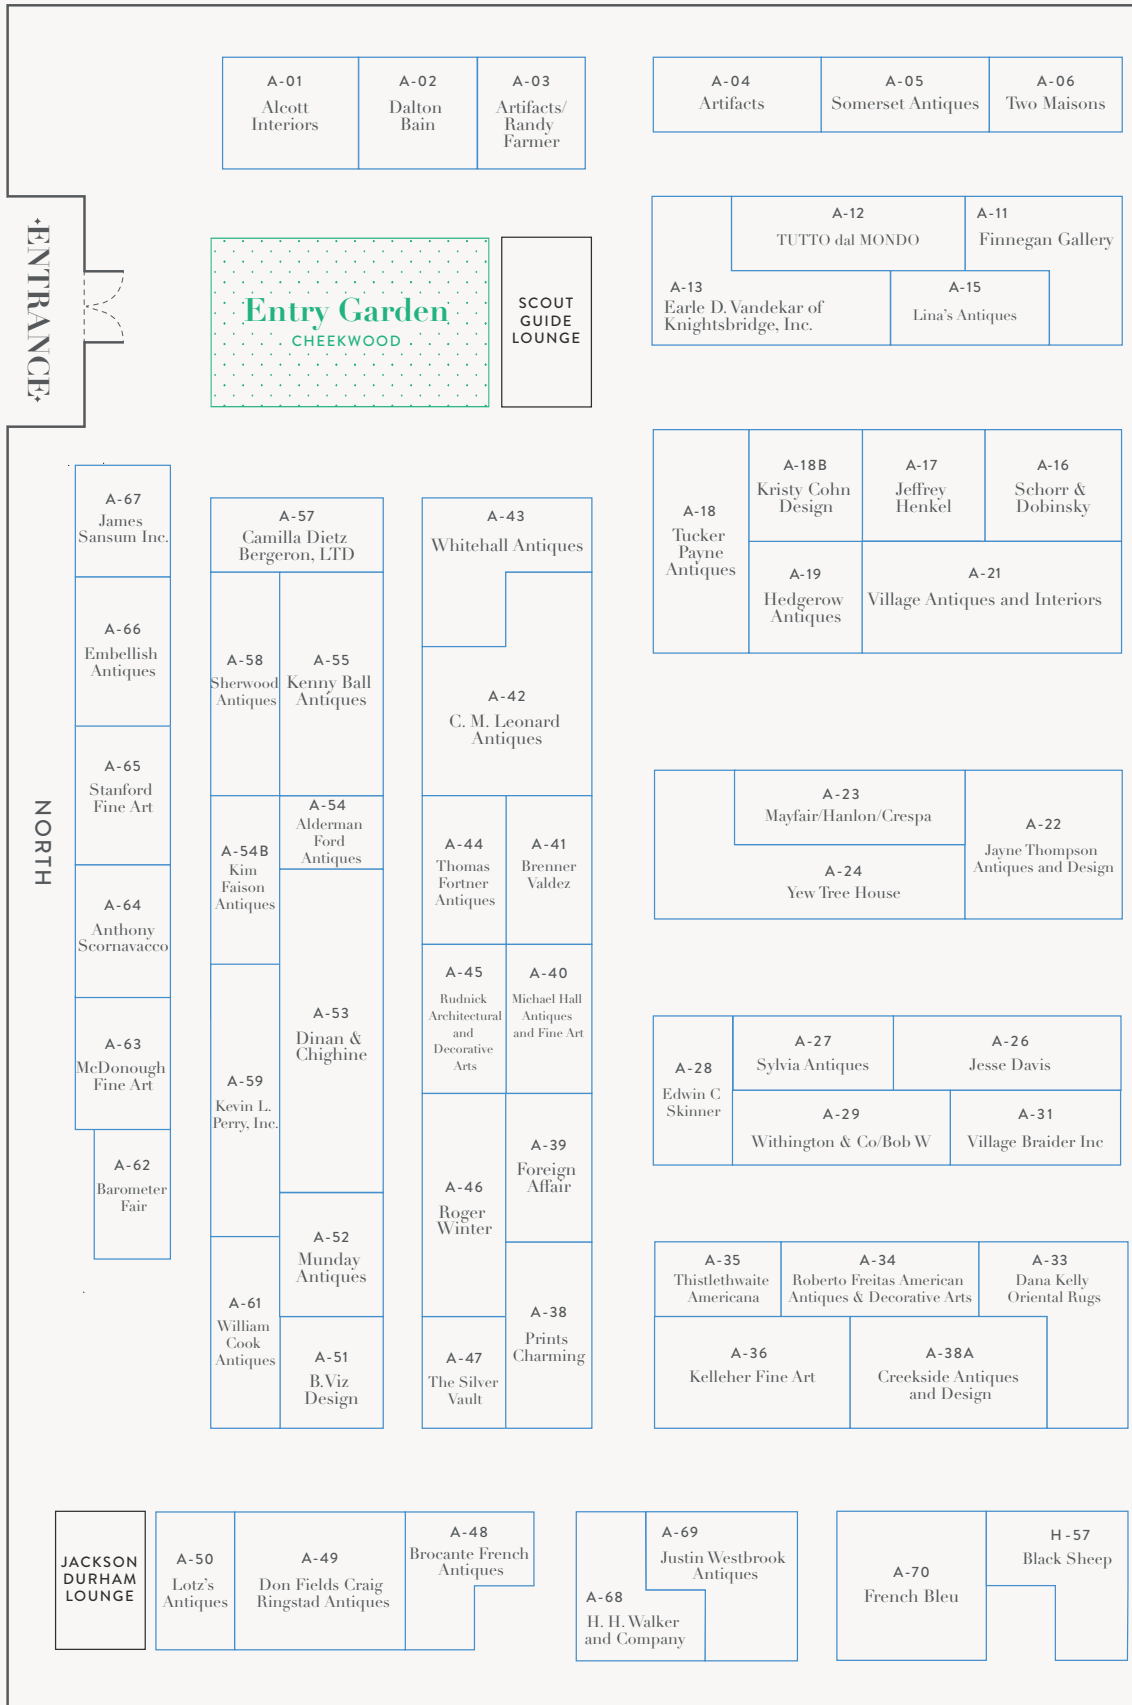 A-01
Alcott
Interiors
A-02
Dalton
Bain
A-03
Artifacts/
Randy
Farmer
A-04
Artifacts
A-05
Somerset Antiques
A-06
Two Maisons
ENTRANCE
Entry Garden
CHEEKWOOD
SCOUT
GUIDE
LOUNGE
A-12
TUTTO dal MONDO
A-11
Finnegan Gallery
A-13
Earle D. Vandekar of
Knightsbridge, Inc.
A-15
Lina's Antiques
A-67
James
Sansum Inc.
A-66
Embellish
Antiques
A-65
Stanford
Fine Art
A-64
Anthony
Scornavacco
A-63
McDonough
Fine Art
A-62
Barometer
Fair
NORTH
A-57
Camilla Dietz
Bergeron, LTD
A-58
Sherwood
Antiques
A-55
Kenny Ball
Antiques
A-54
Alderman
Ford
Antiques
A-54B
Kim
Faison
Antiques
A-53
Dinan &
Chighine
A-59
Kevin L.
Perry, Inc.
A-52
Munday
Antiques
A-61
William
Cook
Antiques
A-51
B.Viz
Design
A-43
Whitehall Antiques
A-42
C. M. Leonard
Antiques
A-44
Thomas
Fortner
Antiques
A-41
Brenner
Valdez
A-45
Rudnick
Architectural
and
Decorative
Arts
A-40
Michael Hall
Antiques
and Fine Art
A-46
Roger
Winter
A-39
Foreign
Affair
A-38
Prints
Charming
A-47
The Silver
Vault
A-18
Tucker
Payne
Antiques
A-18B
Kristy Cohn
Design
A-17
Jeffrey
Henkel
A-16
Schorr &
Dobinsky
A-19
Hedgerow
Antiques
A-21
Village Antiques and Interiors
A-23
Mayfair/Hanlon/Crespa
A-24
Yew Tree House
A-22
Jayne Thompson
Antiques and Design
A-28
Edwin C
Skinner
A-27
Sylvia Antiques
A-26
Jesse Davis
A-29
Withington & Co/Bob W
A-31
Village Braider Inc
A-35
Thistlethwaite
Americana
A-34
Roberto Freitas American
Antiques & Decorative Arts
A-33
Dana Kelly
Oriental Rugs
A-36
Kelleher Fine Art
A-38A
Creekside Antiques
and Design
JACKSON
DURHAM
LOUNGE
A-50
Lotz's
Antiques
A-49
Don Fields Craig
Ringstad Antiques
A-48
Brocante French
Antiques
A-69
Justin Westbrook
Antiques
A-68
H. H. Walker
and Company
A-70
French Bleu
H-57
Black Sheep